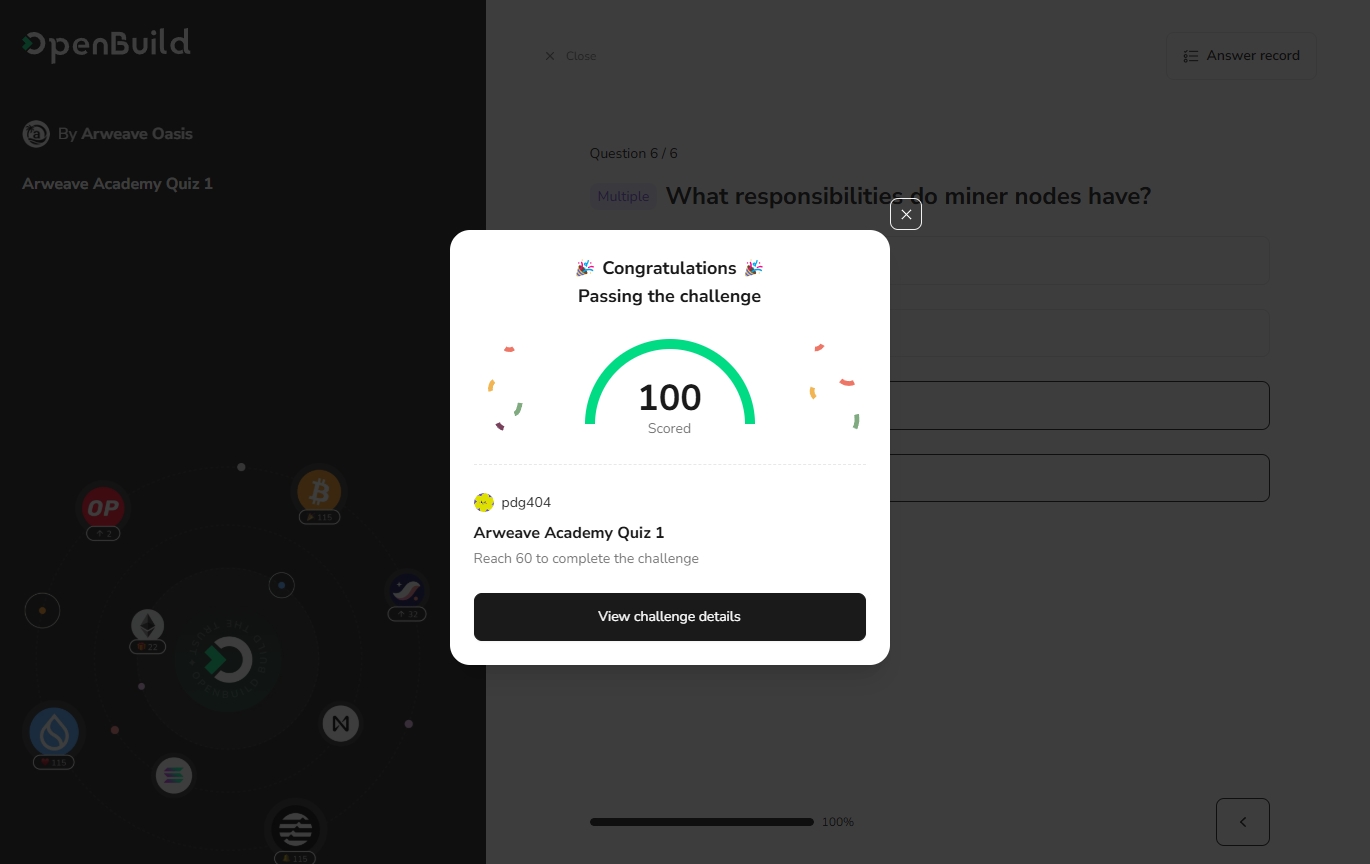 OpenBuild
By Arweave Oasis
Arweave Academy Quiz 1
Close
Answer record
Question 6 / 6
Multiple What responsibilities do miner nodes have?
🎉 Congratulations 🎉
Passing the challenge
100
Scored
pdg404
Arweave Academy Quiz 1
Reach 60 to complete the challenge
View challenge details
OP
2
115
32
22
115
115
100%